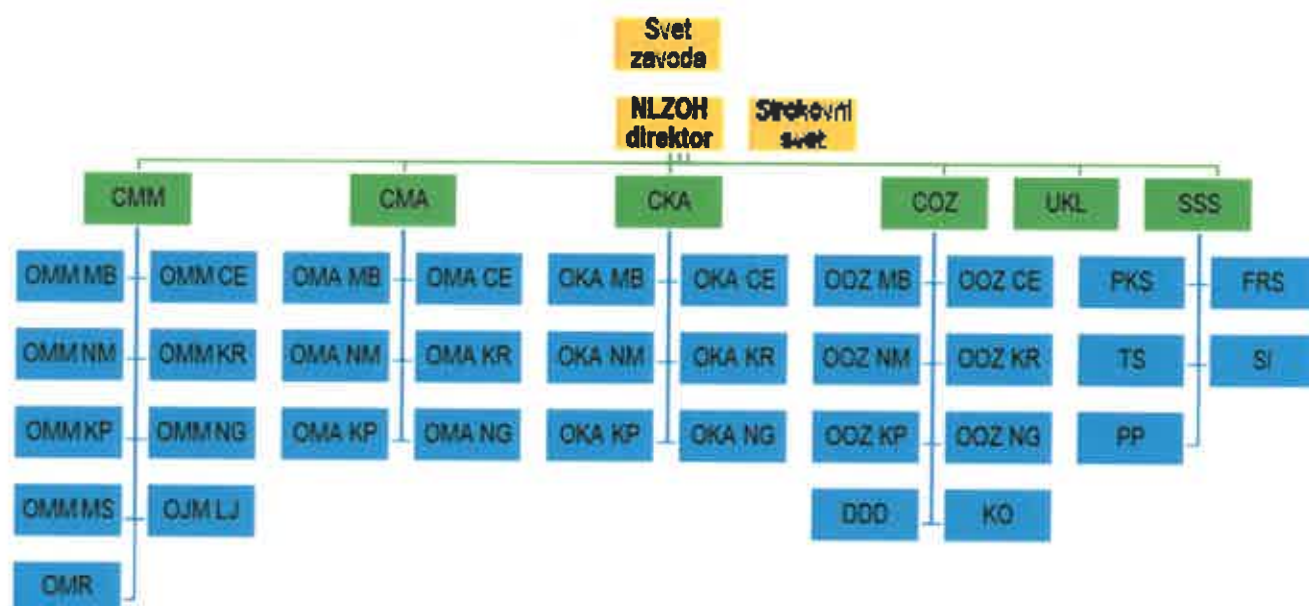 Svet
zavoda
NLZOH
direktor
Strokovni
svet
CMM
CMA
CKA
COZ
UKL
SSS
OMM MB
OMM CE
OMA MB
OMA CE
OKA MB
OKA CE
OOZ MB
OOZ CE
PKS
FRS
OMM NM
OMM KR
OMA NM
OMA KR
OKA NM
OKA KR
OOZ NM
OOZ KR
TS
SI
OMM KP
OMM NG
OMA KP
OMA NG
OKA KP
OKA NG
OOZ KP
OOZ NG
PP
OMM MS
OJM LJ
DDD
KO
OMR